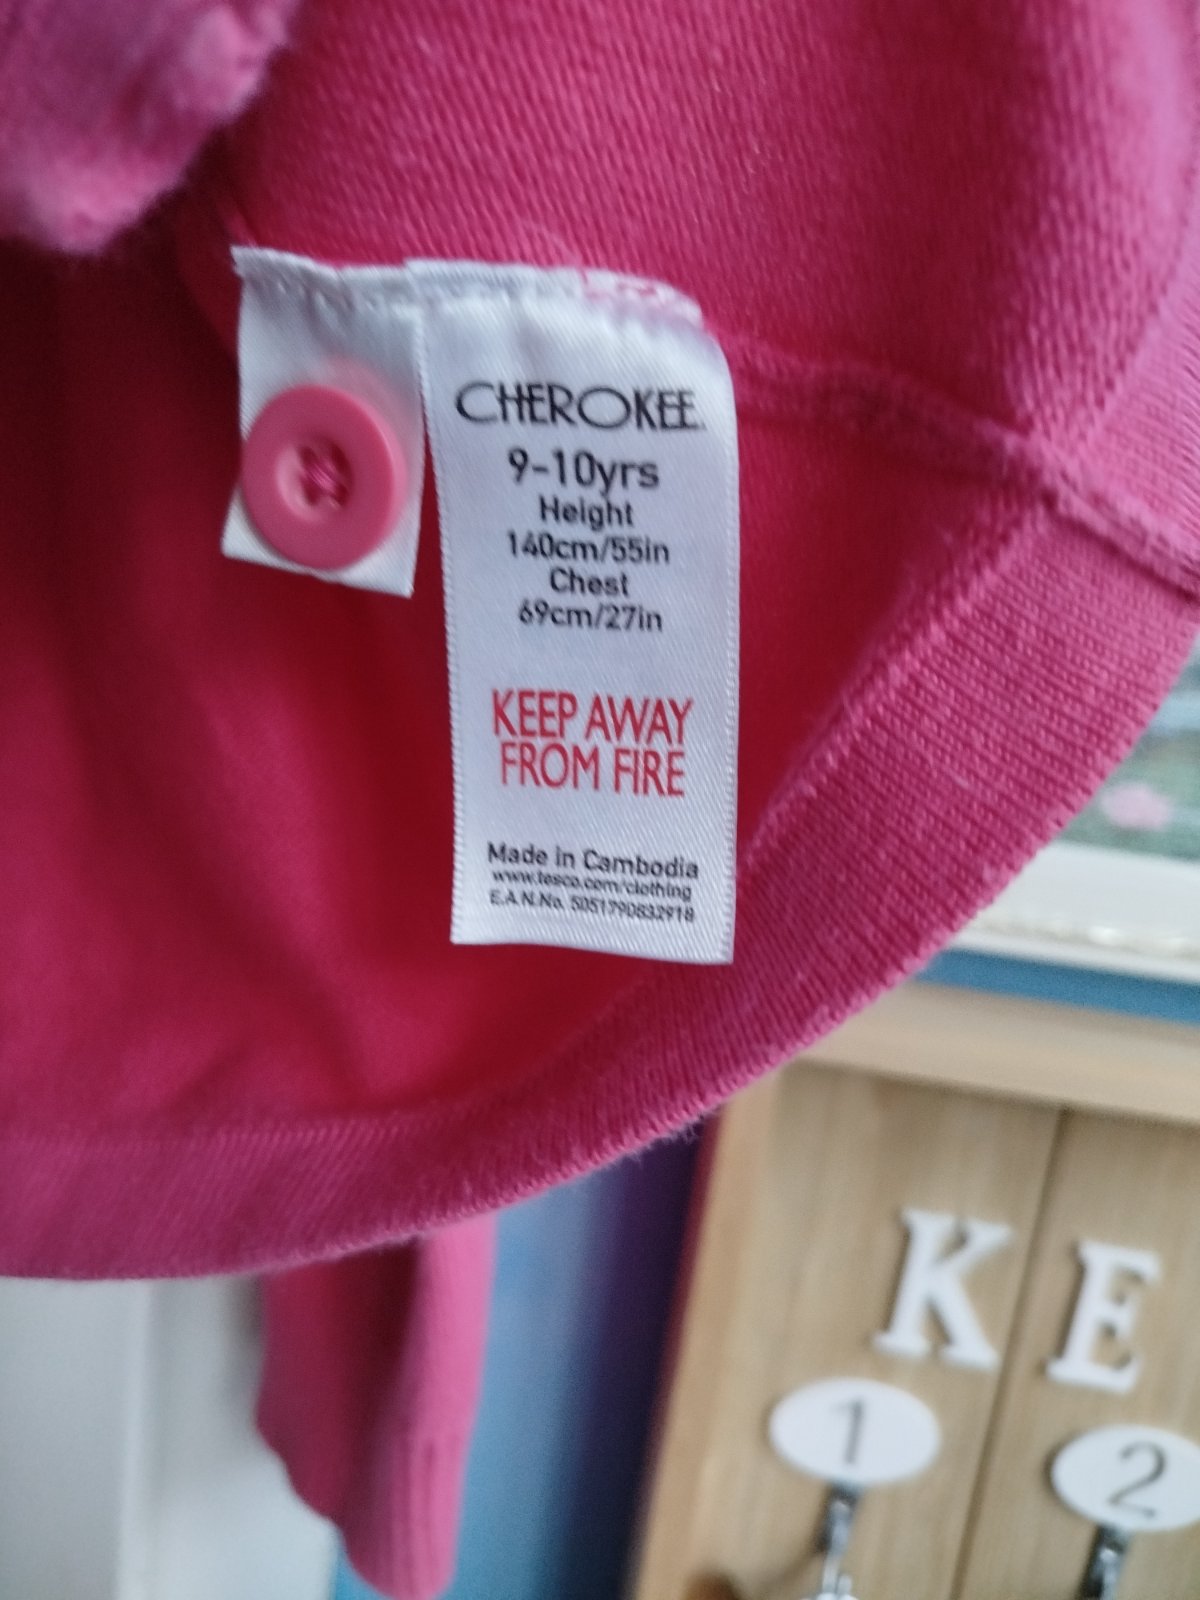 CHEROKEE
9-10yrs
Height
140cm/55in
Chest
69cm/27in
KEEP AWAY
FROM FIRE
Made in Cambodia
www.tesco.com/clothing
E.A.N.No. 5051790832918
K E
1 2